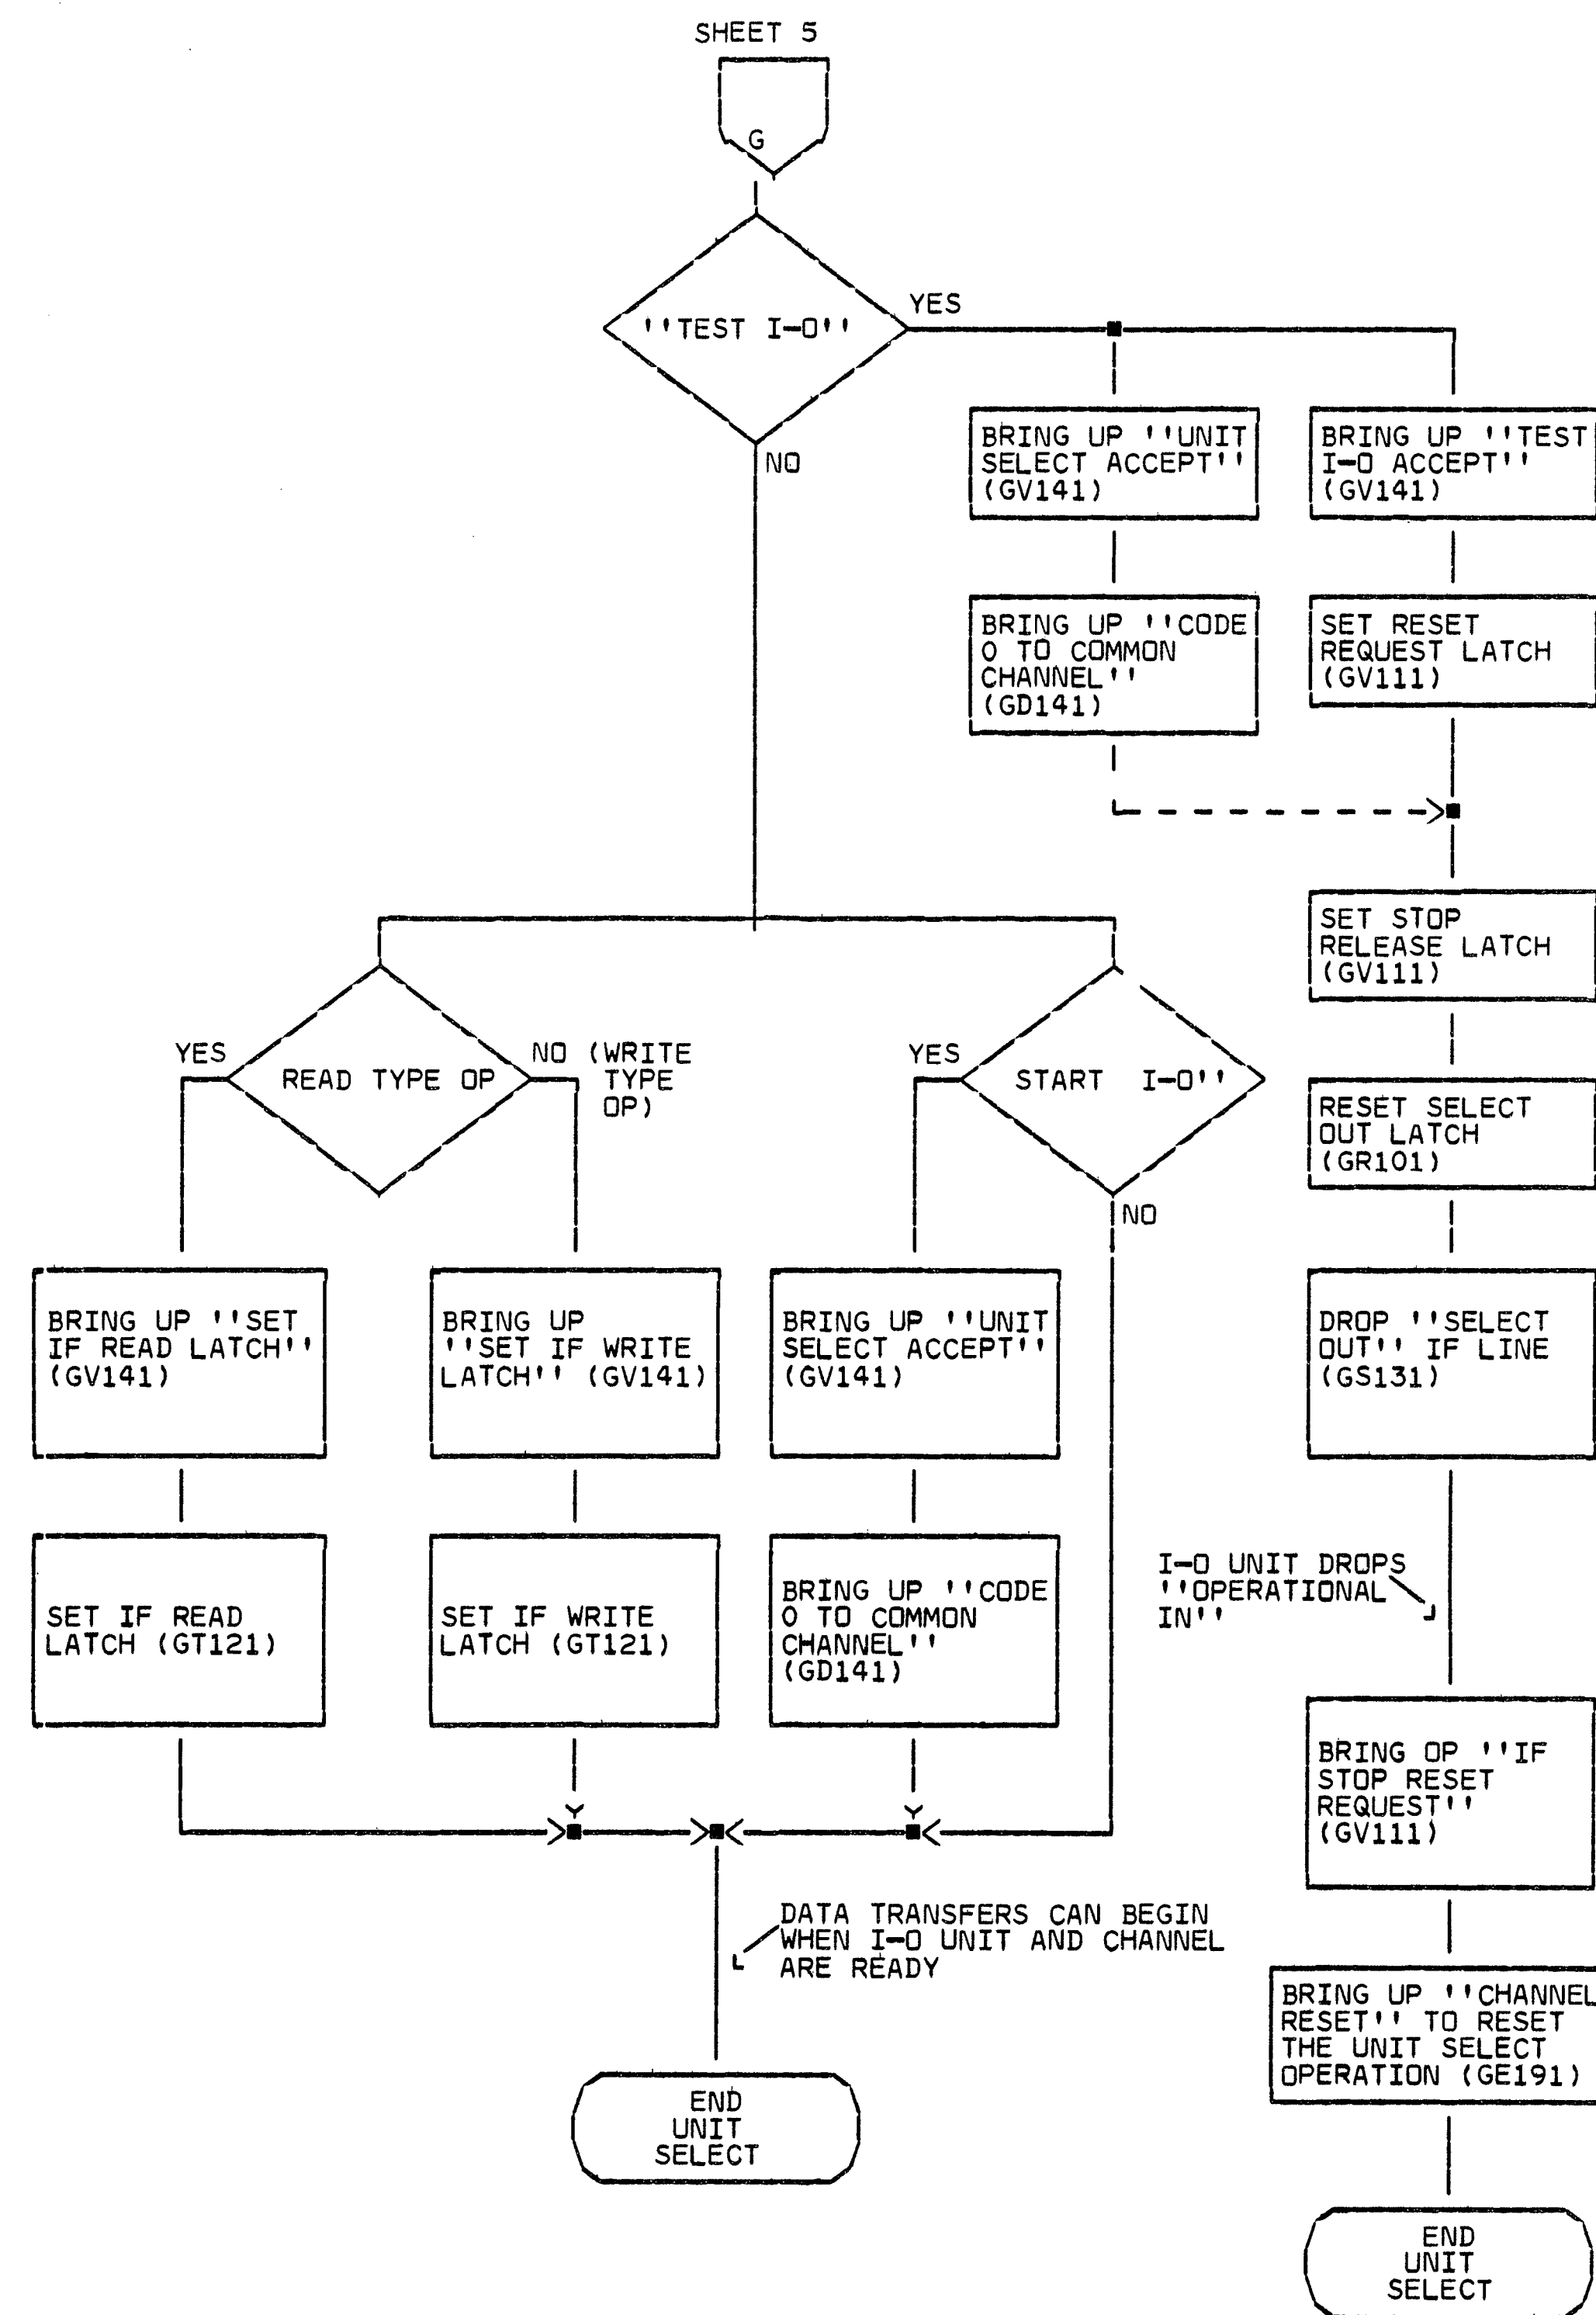 SHEET 5
G
''TEST I-O''
YES
NO
BRING UP ''UNIT
SELECT ACCEPT''
(GV141)
BRING UP ''TEST
I-O ACCEPT''
(GV141)
BRING UP ''CODE
0 TO COMMON
CHANNEL''
(GD141)
SET RESET
REQUEST LATCH
(GV111)
SET STOP
RELEASE LATCH
(GV111)
YES
READ TYPE OP
NO (WRITE
TYPE
OP)
YES
START I-O''
NO
RESET SELECT
OUT LATCH
(GR101)
BRING UP ''SET
IF READ LATCH''
(GV141)
BRING UP
''SET IF WRITE
LATCH'' (GV141)
BRING UP ''UNIT
SELECT ACCEPT''
(GV141)
DROP ''SELECT
OUT'' IF LINE
(GS131)
SET IF READ
LATCH (GT121)
SET IF WRITE
LATCH (GT121)
BRING UP ''CODE
0 TO COMMON
CHANNEL''
(GD141)
I-O UNIT DROPS
''OPERATIONAL
IN''
BRING OP ''IF
STOP RESET
REQUEST''
(GV111)
DATA TRANSFERS CAN BEGIN
WHEN I-O UNIT AND CHANNEL
ARE READY
BRING UP ''CHANNEL
RESET'' TO RESET
THE UNIT SELECT
OPERATION (GE191)
END
UNIT
SELECT
END
UNIT
SELECT